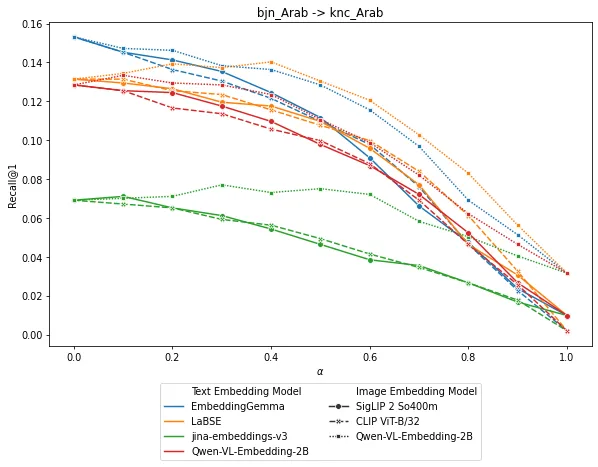 bjn_Arab -> knc_Arab
Recall@1
0.16
0.14
0.12
0.10
0.08
0.06
0.04
0.02
0.00
0.0 0.2 0.4 0.6 0.8 1.0
α
Text Embedding Model
EmbeddingGemma
LaBSE
jina-embeddings-v3
Qwen-VL-Embedding-2B
Image Embedding Model
SigLIP 2 So400m
CLIP ViT-B/32
Qwen-VL-Embedding-2B